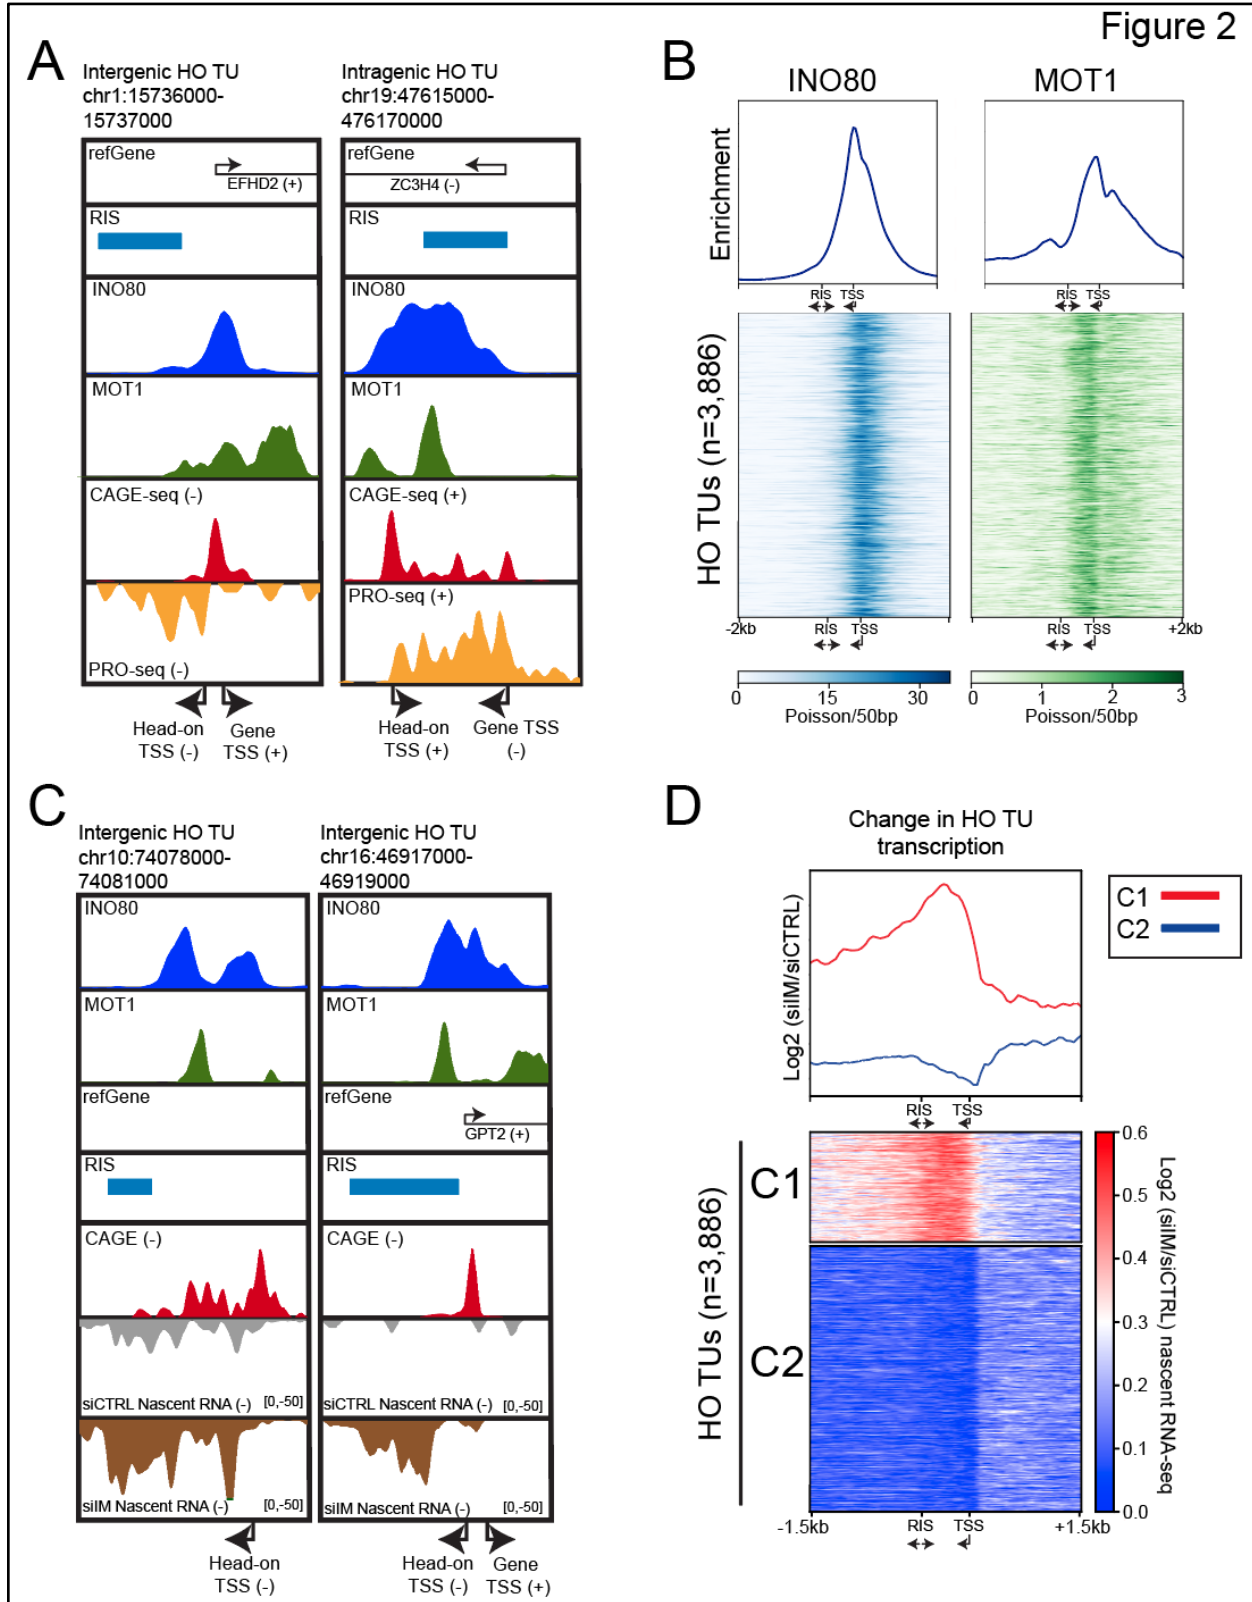 Figure 2
A
Intergenic HO TU
chr1:15736000-
15737000
refGene
EFHD2 (+)
RIS
INO80
MOT1
CAGE-seq (-)
PRO-seq (-)
Head-on
TSS (-)
Gene
TSS (+)
Intragenic HO TU
chr19:47615000-
476170000
refGene
ZC3H4 (-)
RIS
INO80
MOT1
CAGE-seq (+)
PRO-seq (+)
Head-on
TSS (+)
Gene TSS
(-)
B
INO80
MOT1
Enrichment
RIS
TSS
RIS
TSS
HO TUs (n=3,886)
-2kb
RIS
TSS
RIS
TSS
+2kb
0
15
30
Poisson/50bp
0
1
2
3
Poisson/50bp
C
Intergenic HO TU
chr10:74078000-
74081000
INO80
MOT1
refGene
RIS
CAGE (-)
siCTRL Nascent RNA (-)
[0,-50]
siIM Nascent RNA (-)
[0,-50]
Head-on
TSS (-)
Intergenic HO TU
chr16:46917000-
46919000
INO80
MOT1
refGene
GPT2 (+)
RIS
CAGE (-)
siCTRL Nascent RNA (-)
[0,-50]
siIM Nascent RNA (-)
[0,-50]
Head-on
TSS (-)
Gene
TSS (+)
D
Change in HO TU
transcription
Log2 (siIM/siCTRL)
C1
C2
RIS
TSS
HO TUs (n=3,886)
C1
C2
-1.5kb
RIS
TSS
+1.5kb
0.6
0.5
0.4
0.3
0.2
0.1
0.0
Log2 (siIM/siCTRL) nascent RNA-seq